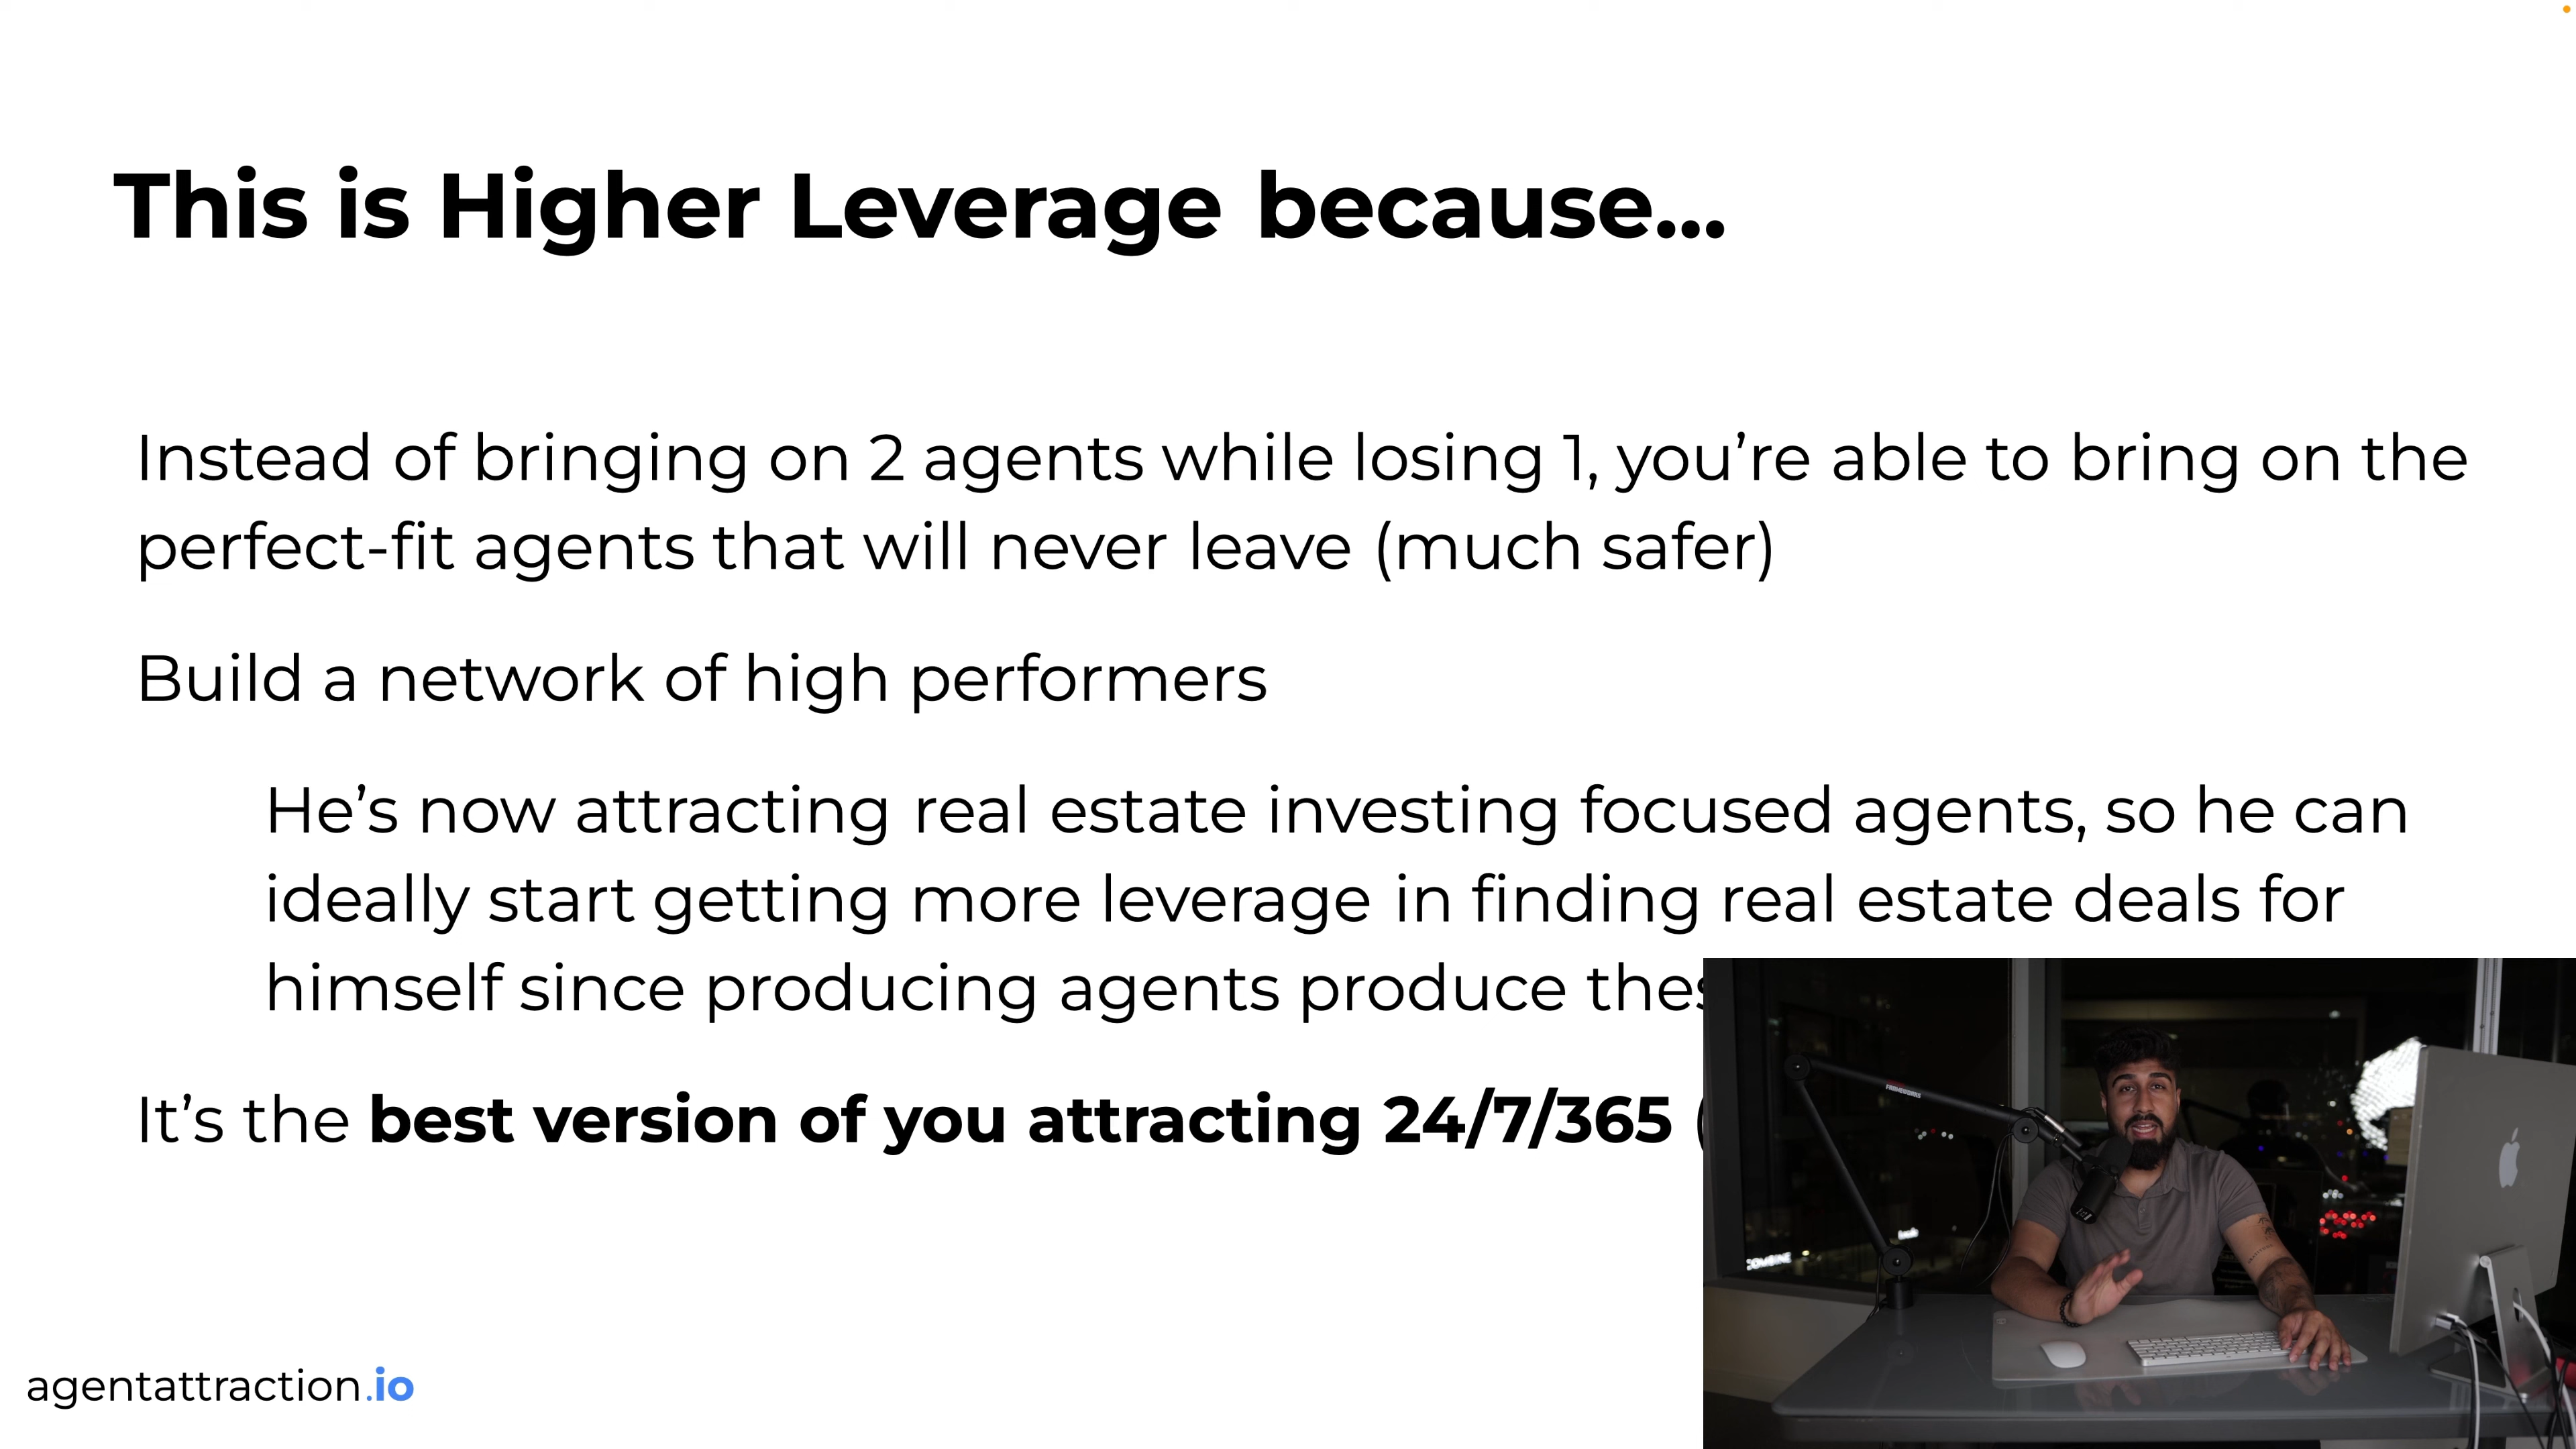 This is Higher Leverage because...
Instead of bringing on 2 agents while losing 1, you’re able to bring on the
perfect-fit agents that will never leave (much safer)
Build a network of high performers
He’s now attracting real estate investing focused agents, so he can
ideally start getting more leverage in finding real estate deals for
himself since producing agents produce thes
It’s the best version of you attracting 24/7/365 (
agentattraction.io